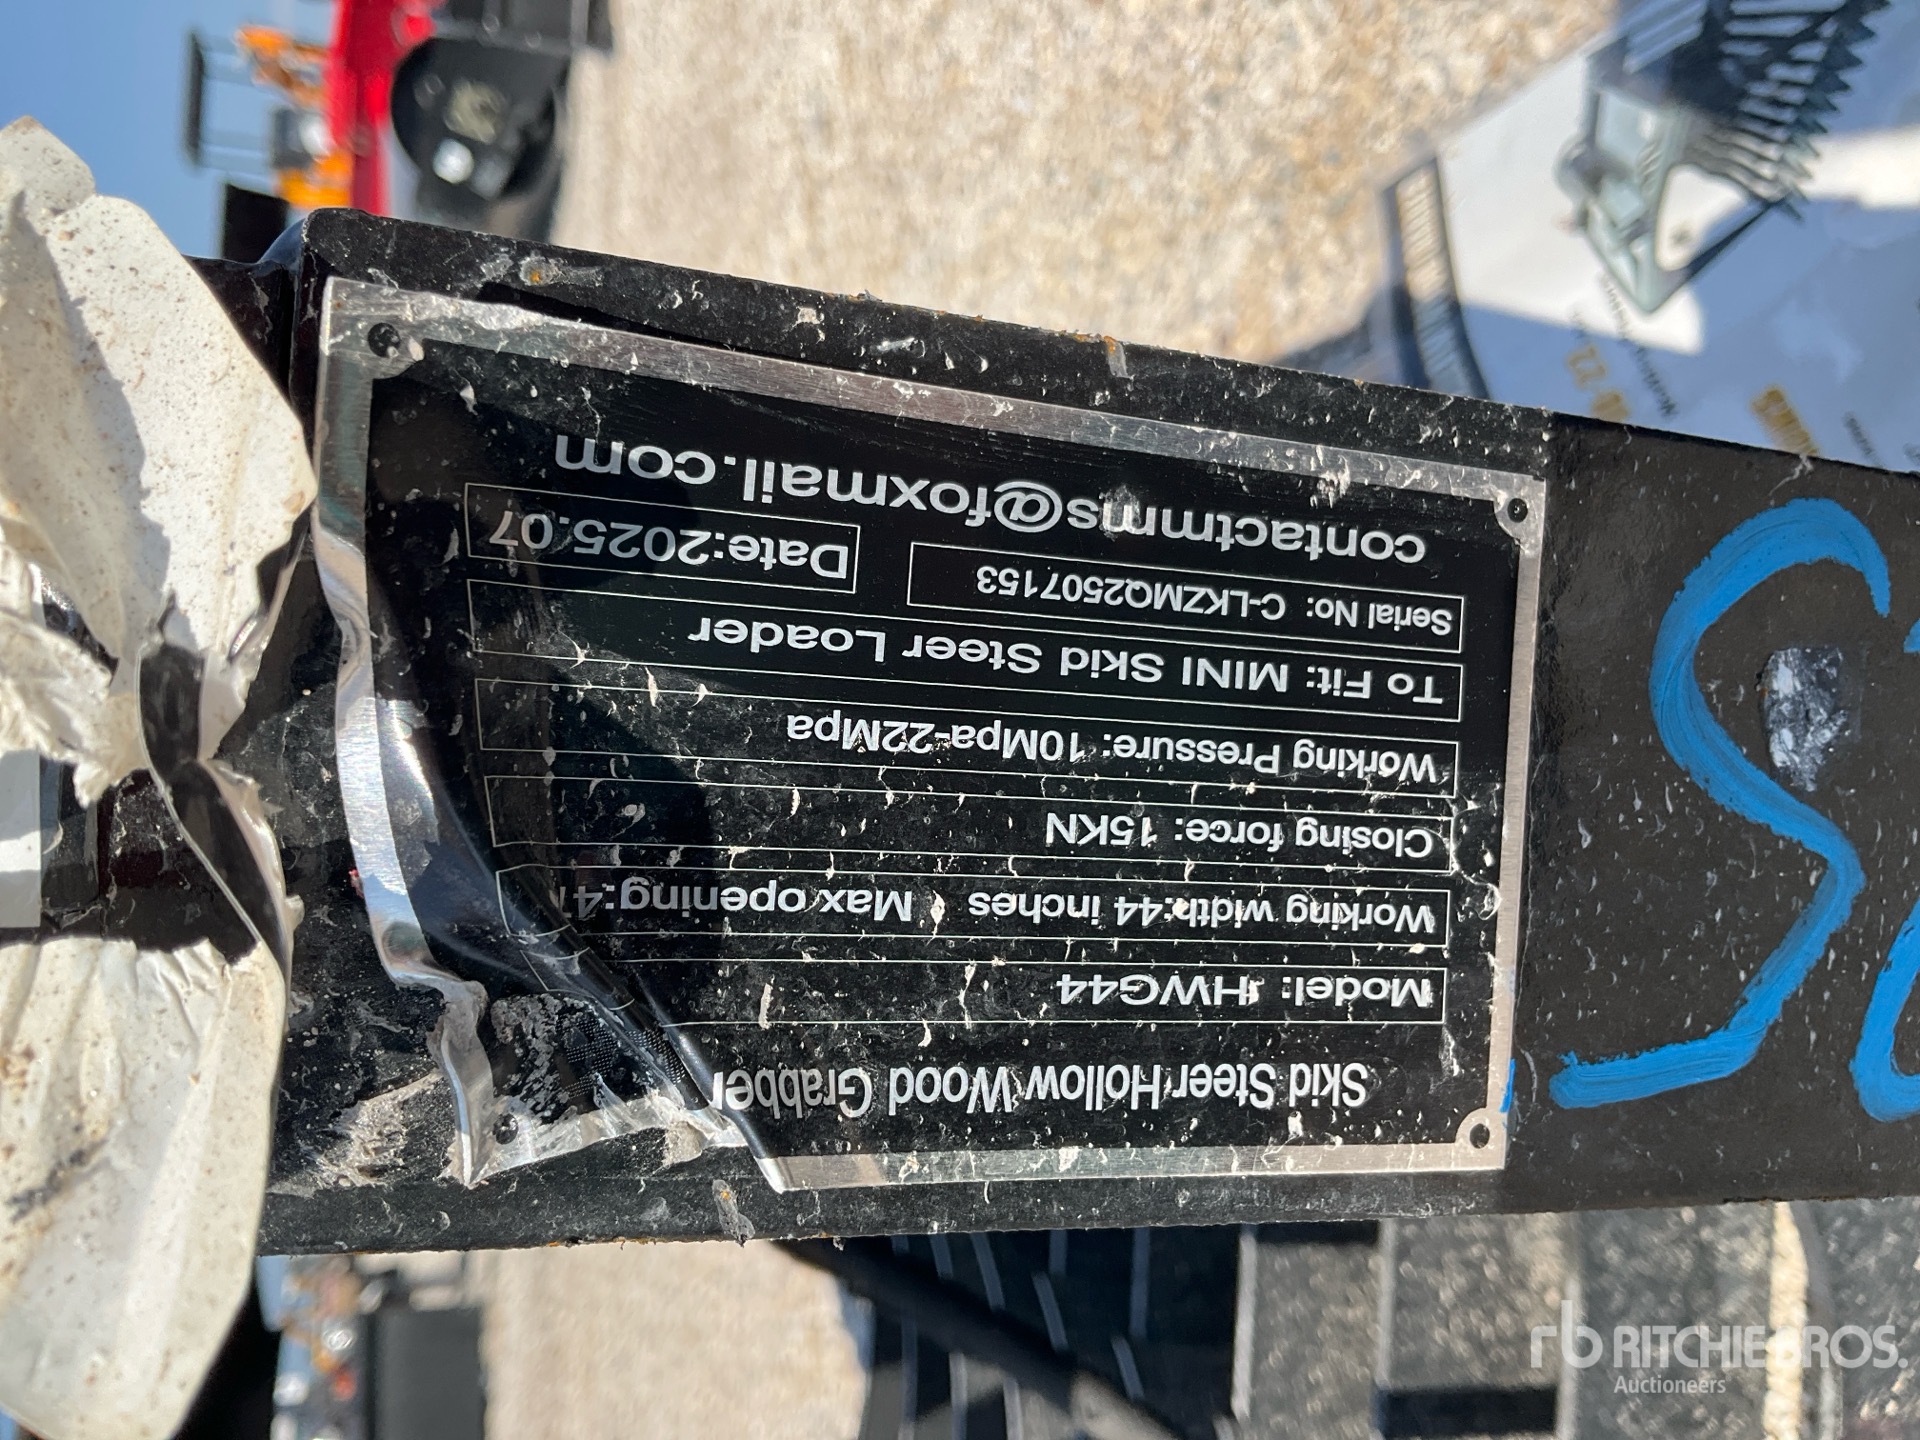 Skid Steer Hollow Wood Grabber
Model: HWG44
Working width:44 inches Max opening:47
Closing force: 15KN
Working Pressure: 10Mpa-22Mpa
To Fit: MINI Skid Steer Loader
Serial No: C-LKZMQ2507153 Date:2025.07
contactmms@foxmail.com
rb RITCHIE BROS.
Auctioneers